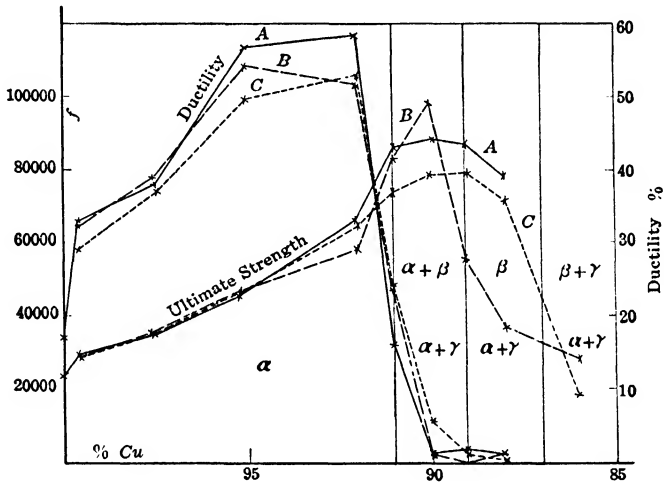 60
A
B
C
Ductility
100000
f
50
B
A
80000
40
C
60000
30
Ductility %
Ultimate Strength
α + β
β
β + γ
40000
20
α + γ
α + γ
α + γ
α
20000
10
% Cu
95
90
85